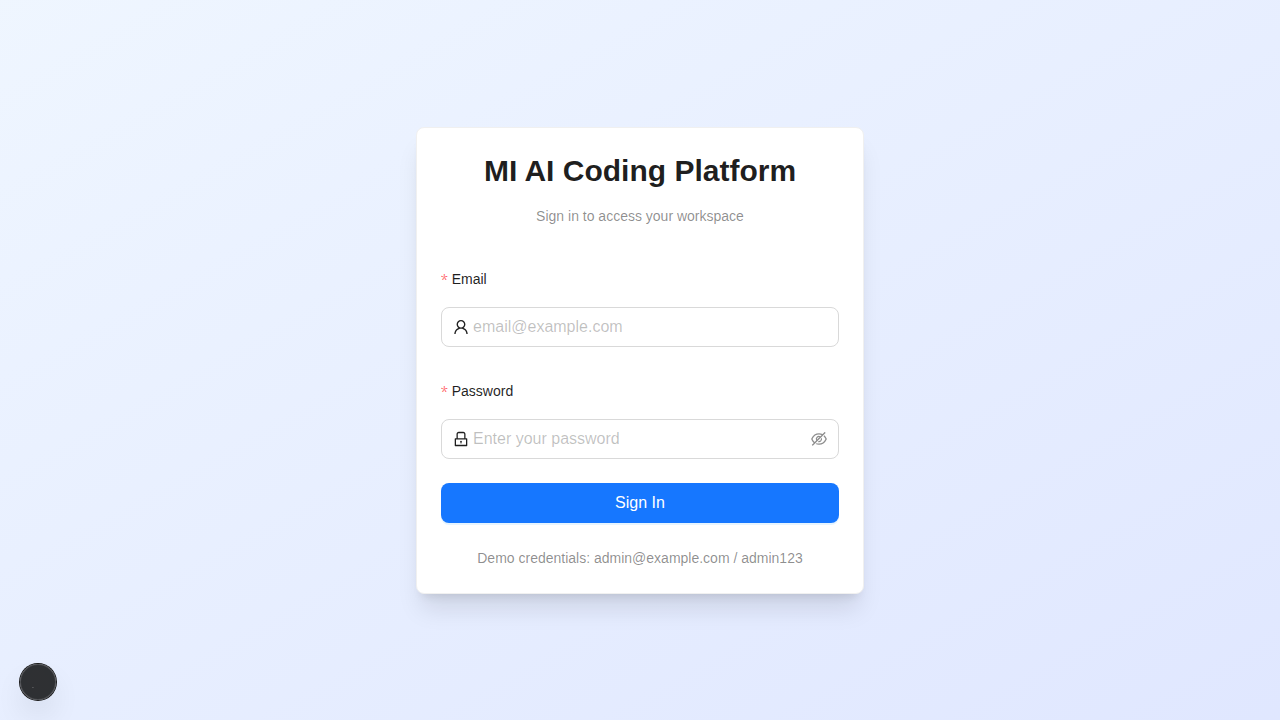 MI AI Coding Platform
Sign in to access your workspace
* Email
email@example.com
* Password
Enter your password
Sign In
Demo credentials: admin@example.com / admin123